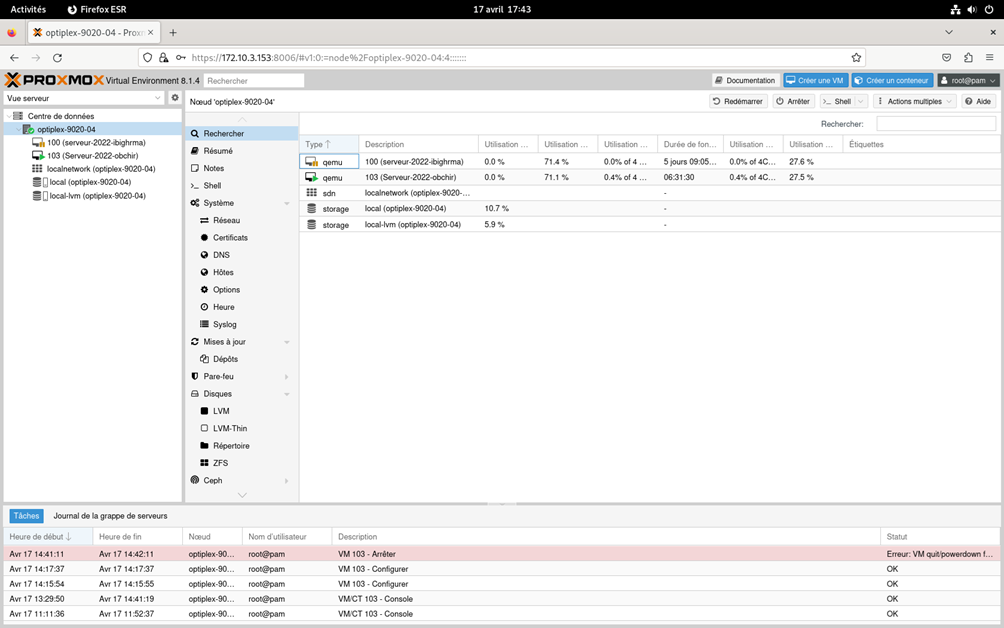 Activités Firefox ESR 17 avril 17:43
optiplex-9020-04 - Prox
https://172.10.3.153:8006/#v1:0:=node%2Foptiplex-9020-04:4:::::::
PROXMOX Virtual Environment 8.1.4 Rechercher Documentation Créer une VM Créer un conteneur root@pam
Vue serveur Nœud 'optiplex-9020-04' Redémarrer Arrêter Shell Actions multiples Aide
Centre de données
optiplex-9020-04
100 (serveur-2022-ibighrma)
103 (Serveur-2022-obchir)
localnetwork (optiplex-9020-04)
local (optiplex-9020-04)
local-lvm (optiplex-9020-04)
Rechercher
Résumé
Notes
Shell
Système
Réseau
Certificats
DNS
Hôtes
Options
Heure
Syslog
Mises à jour
Dépôts
Pare-feu
Disques
LVM
LVM-Thin
Répertoire
ZFS
Ceph
Rechercher:
Type Description Utilisation ... Utilisation ... Utilisation ... Durée de fon... Utilisation ... Utilisation ... Étiquettes
qemu 100 (serveur-2022-ibighrma) 0.0 % 71.4 % 0.0% of 4 ... 5 jours 09:05... 0.0% of 4C... 27.6 %
qemu 103 (Serveur-2022-obchir) 0.0 % 71.1 % 0.4% of 4 ... 06:31:30 0.4% of 4C... 27.5 %
sdn localnetwork (optiplex-9020-... -
storage local (optiplex-9020-04) 10.7 % -
storage local-lvm (optiplex-9020-04) 5.9 % -
Tâches Journal de la grappe de serveurs
Heure de début Heure de fin Nœud Nom d'utilisateur Description Statut
Avr 17 14:41:11 Avr 17 14:42:11 optiplex-90... root@pam VM 103 - Arrêter Erreur: VM quit/powerdown f...
Avr 17 14:17:37 Avr 17 14:17:37 optiplex-90... root@pam VM 103 - Configurer OK
Avr 17 14:15:54 Avr 17 14:15:55 optiplex-90... root@pam VM 103 - Configurer OK
Avr 17 13:29:50 Avr 17 14:41:19 optiplex-90... root@pam VM/CT 103 - Console OK
Avr 17 11:11:36 Avr 17 11:52:37 optiplex-90... root@pam VM/CT 103 - Console OK